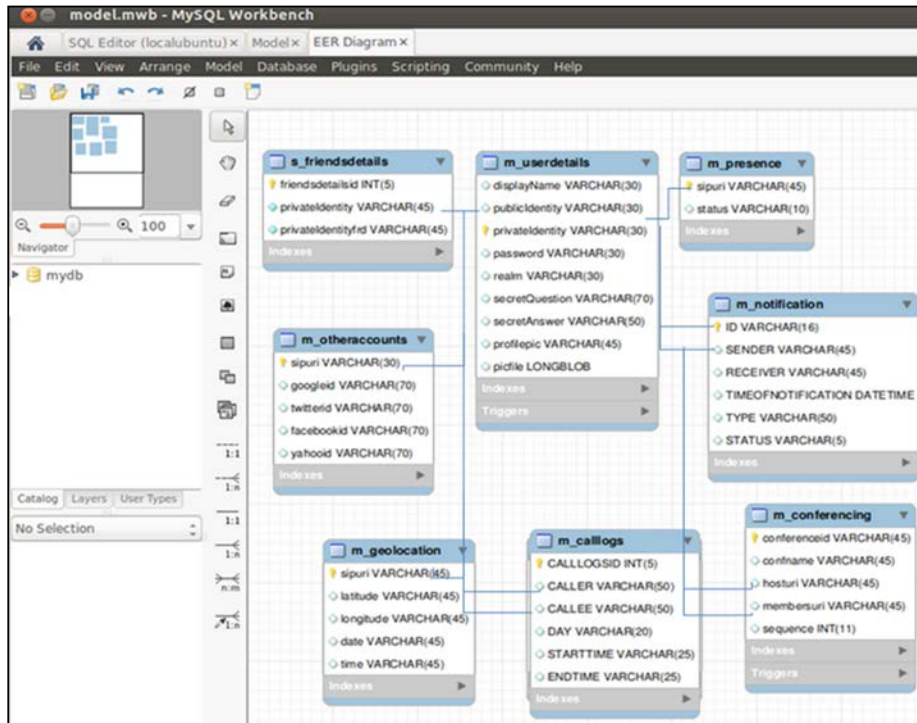 model.mwb - MySQL Workbench
SQL Editor (localubuntu) x Model x EER Diagram x
File Edit View Arrange Model Database Plugins Scripting Community Help
100
Navigator
mydb
Catalog Layers User Types
No Selection
1:1
1:n
1:1
1:n
n:m
1:n
s_friendsdetails
friendsdetailsid INT(5)
privateIdentity VARCHAR(45)
privateIdentityfrd VARCHAR(45)
Indexes
m_userdetails
displayName VARCHAR(30)
publicIdentity VARCHAR(30)
privateIdentity VARCHAR(30)
password VARCHAR(30)
realm VARCHAR(30)
secretQuestion VARCHAR(70)
secretAnswer VARCHAR(50)
profilepic VARCHAR(45)
picfile LONGBLOB
Indexes
Triggers
m_presence
sipuri VARCHAR(45)
status VARCHAR(10)
Indexes
m_otheraccounts
sipuri VARCHAR(30)
googleid VARCHAR(70)
twitterid VARCHAR(70)
facebookid VARCHAR(70)
yahooid VARCHAR(70)
Indexes
m_notification
ID VARCHAR(16)
SENDER VARCHAR(45)
RECEIVER VARCHAR(45)
TIMEOFNOTIFICATION DATETIME
TYPE VARCHAR(50)
STATUS VARCHAR(5)
Indexes
m_geolocation
sipuri VARCHAR(45)
latitude VARCHAR(45)
longitude VARCHAR(45)
date VARCHAR(45)
time VARCHAR(45)
Indexes
m_calllogs
CALLLOGSID INT(5)
CALLER VARCHAR(50)
CALLEE VARCHAR(50)
DAY VARCHAR(20)
STARTTIME VARCHAR(25)
ENDTIME VARCHAR(25)
Indexes
m_conferencing
conferenceid VARCHAR(45)
confname VARCHAR(45)
hosturi VARCHAR(45)
membersuri VARCHAR(45)
sequence INT(11)
Indexes
Triggers